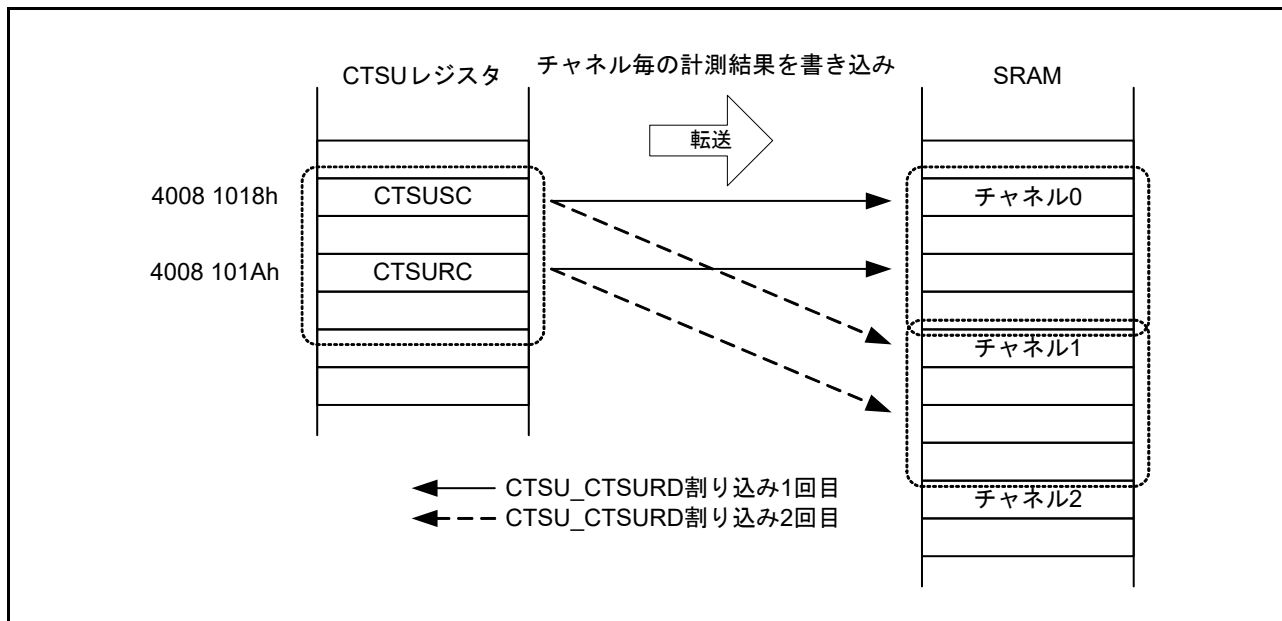 CTSUレジスタ
チャネル毎の計測結果を書き込み
SRAM
転送
4008 1018h
CTSUSC
チャネル0
4008 101Ah
CTSURC
チャネル1
CTSU_CTSURD割り込み1回目
CTSU_CTSURD割り込み2回目
チャネル2